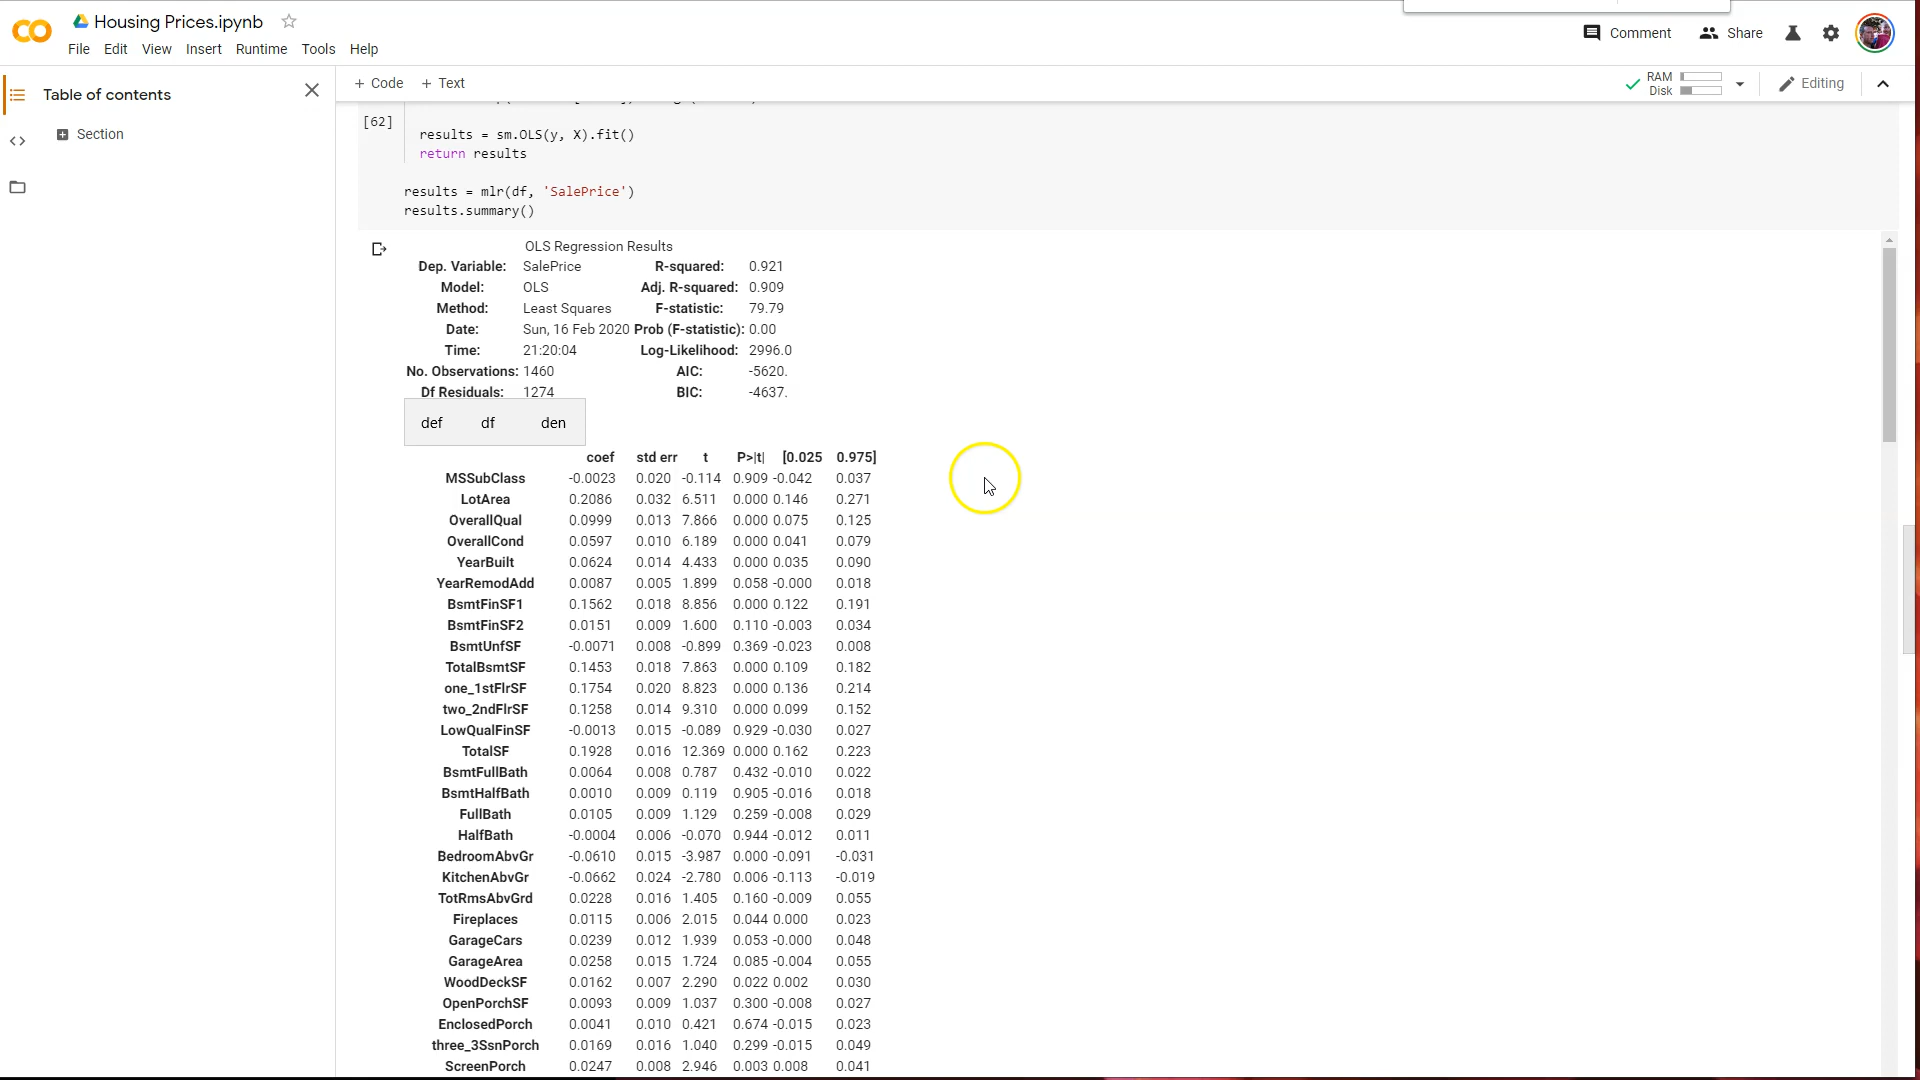 Housing Prices.ipynb
File Edit View Insert Runtime Tools Help
Comment Share
Table of contents
+ Code + Text
RAM
Disk
Editing
Section
[62]
results = sm.OLS(y, X).fit()
return results
results = mlr(df, 'SalePrice')
results.summary()
OLS Regression Results
Dep. Variable: SalePrice R-squared: 0.921
Model: OLS Adj. R-squared: 0.909
Method: Least Squares F-statistic: 79.79
Date: Sun, 16 Feb 2020 Prob (F-statistic): 0.00
Time: 21:20:04 Log-Likelihood: 2996.0
No. Observations: 1460 AIC: -5620.
Df Residuals: 1274 BIC: -4637.
def df den
coef std err t P>|t| [0.025 0.975]
MSSubClass -0.0023 0.020 -0.114 0.909 -0.042 0.037
LotArea 0.2086 0.032 6.511 0.000 0.146 0.271
OverallQual 0.0999 0.013 7.866 0.000 0.075 0.125
OverallCond 0.0597 0.010 6.189 0.000 0.041 0.079
YearBuilt 0.0624 0.014 4.433 0.000 0.035 0.090
YearRemodAdd 0.0087 0.005 1.899 0.058 -0.000 0.018
BsmtFinSF1 0.1562 0.018 8.856 0.000 0.122 0.191
BsmtFinSF2 0.0151 0.009 1.600 0.110 -0.003 0.034
BsmtUnfSF -0.0071 0.008 -0.899 0.369 -0.023 0.008
TotalBsmtSF 0.1453 0.018 7.863 0.000 0.109 0.182
one_1stFlrSF 0.1754 0.020 8.823 0.000 0.136 0.214
two_2ndFlrSF 0.1258 0.014 9.310 0.000 0.099 0.152
LowQualFinSF -0.0013 0.015 -0.089 0.929 -0.030 0.027
TotalSF 0.1928 0.016 12.369 0.000 0.162 0.223
BsmtFullBath 0.0064 0.008 0.787 0.432 -0.010 0.022
BsmtHalfBath 0.0010 0.009 0.119 0.905 -0.016 0.018
FullBath 0.0105 0.009 1.129 0.259 -0.008 0.029
HalfBath -0.0004 0.006 -0.070 0.944 -0.012 0.011
BedroomAbvGr -0.0610 0.015 -3.987 0.000 -0.091 -0.031
KitchenAbvGr -0.0662 0.024 -2.780 0.006 -0.113 -0.019
TotRmsAbvGrd 0.0228 0.016 1.405 0.160 -0.009 0.055
Fireplaces 0.0115 0.006 2.015 0.044 0.000 0.023
GarageCars 0.0239 0.012 1.939 0.053 -0.000 0.048
GarageArea 0.0258 0.015 1.724 0.085 -0.004 0.055
WoodDeckSF 0.0162 0.007 2.290 0.022 0.002 0.030
OpenPorchSF 0.0093 0.009 1.037 0.300 -0.008 0.027
EnclosedPorch 0.0041 0.010 0.421 0.674 -0.015 0.023
three_3SsnPorch 0.0169 0.016 1.040 0.299 -0.015 0.049
ScreenPorch 0.0247 0.008 2.946 0.003 0.008 0.041